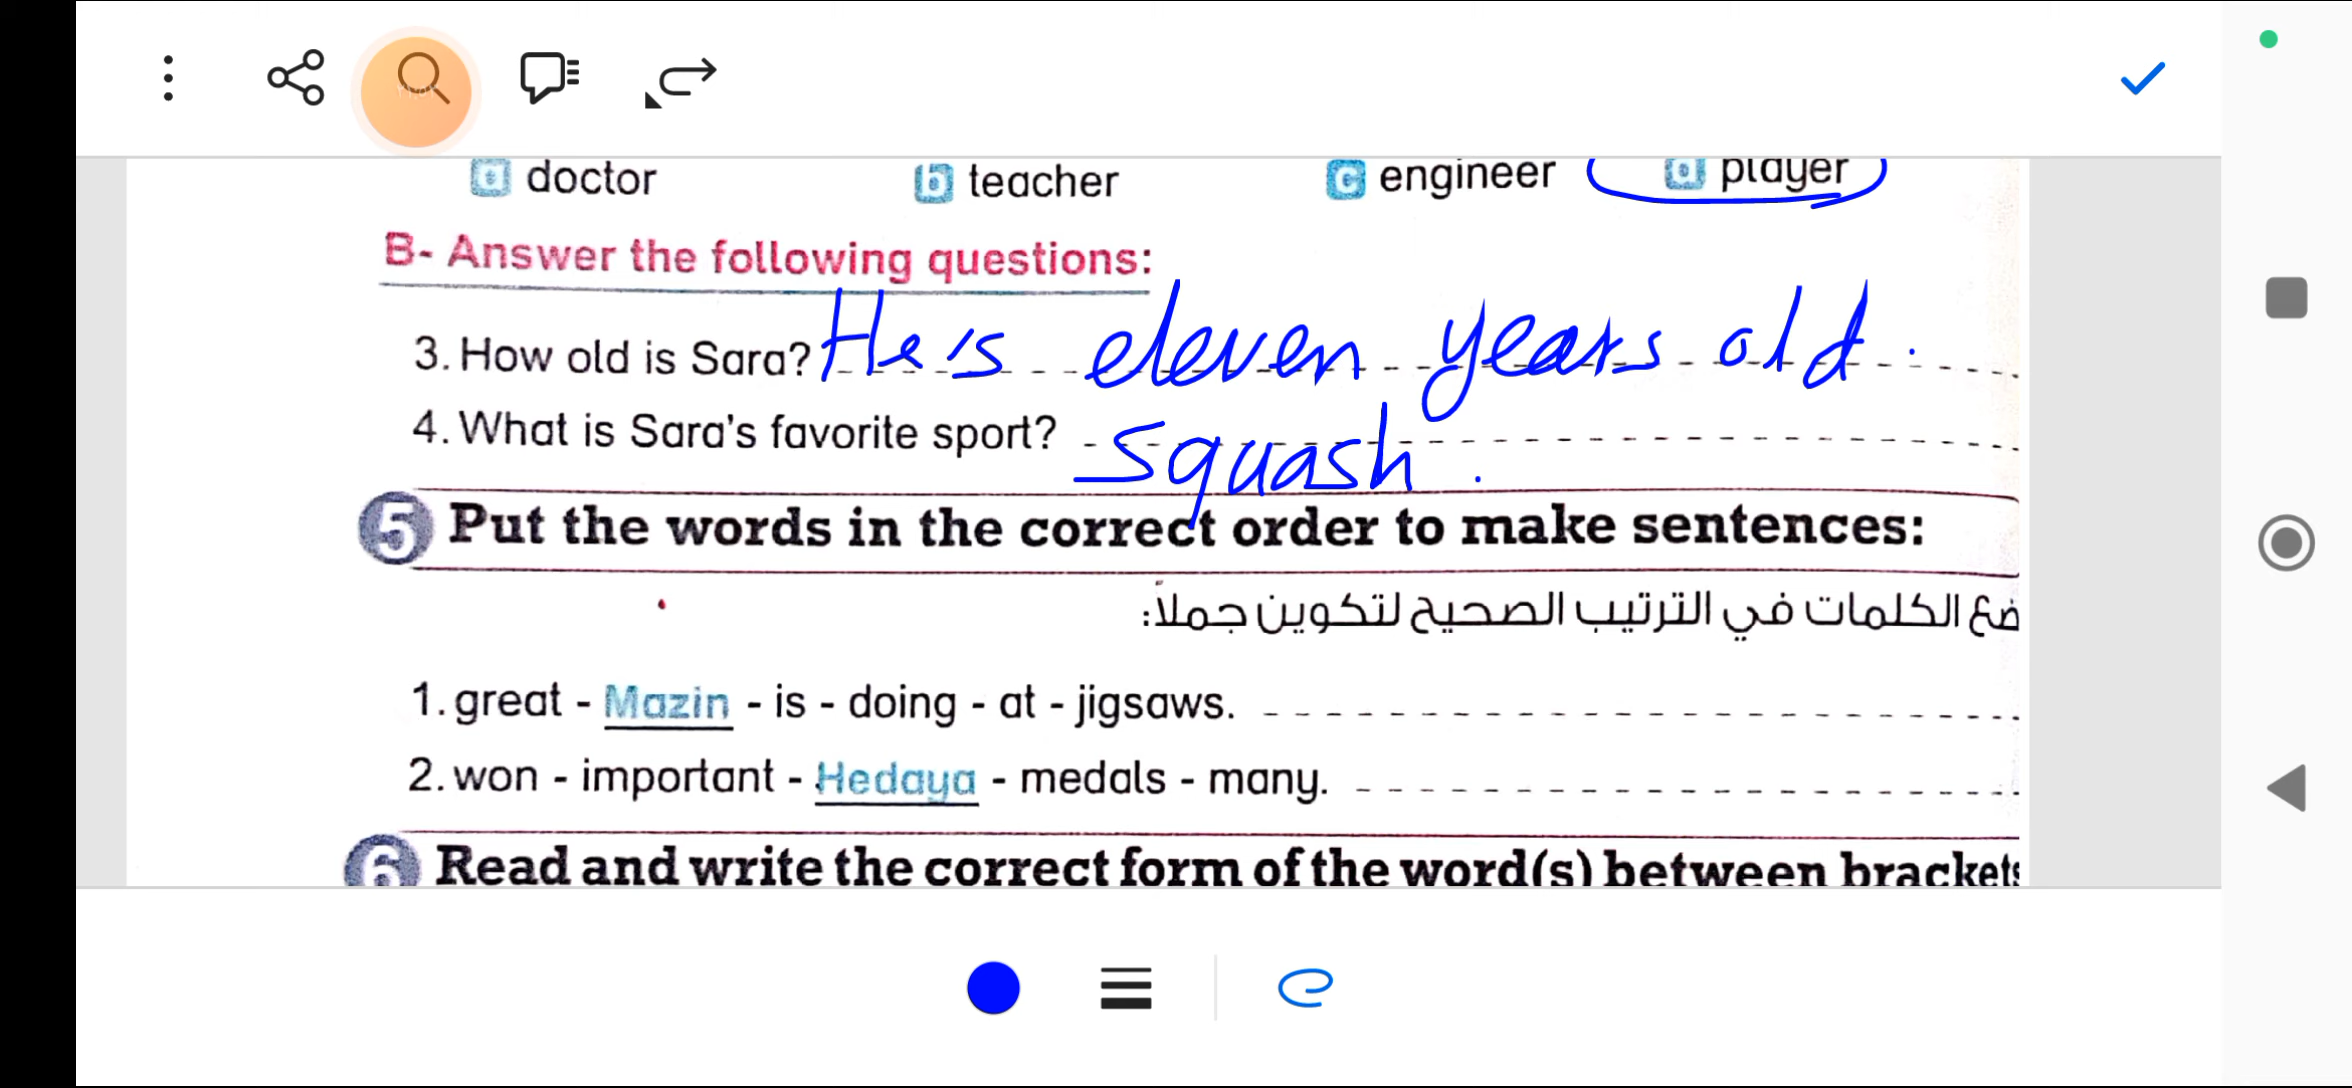 a doctor b teacher c engineer d player
B- Answer the following questions:
3. How old is Sara? He is eleven years old.
4. What is Sara's favorite sport? squash.
5 Put the words in the correct order to make sentences:
ضع الكلمات في الترتيب الصحيح لتكوين جملاً:
1. great - Mazin - is - doing - at - jigsaws.
2. won - important - Hedaya - medals - many.
6 Read and write the correct form of the word(s) between brackets